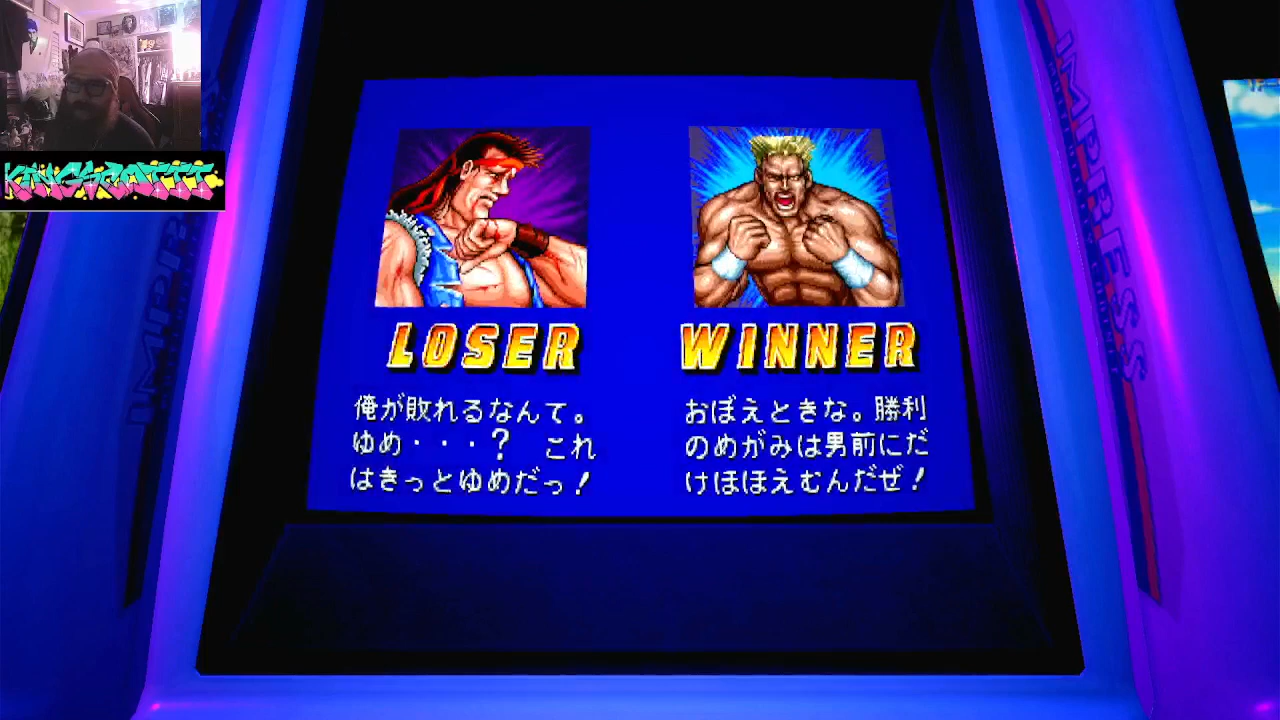 KINGSCOTTT
IMPRESS
LOSER
WINNER
俺が敗れるなんて。
ゆめ・・・? これ
はきっとゆめだっ!
おぼえときな。勝利
のめがみは男前にだ
けほほえむんだぜ!